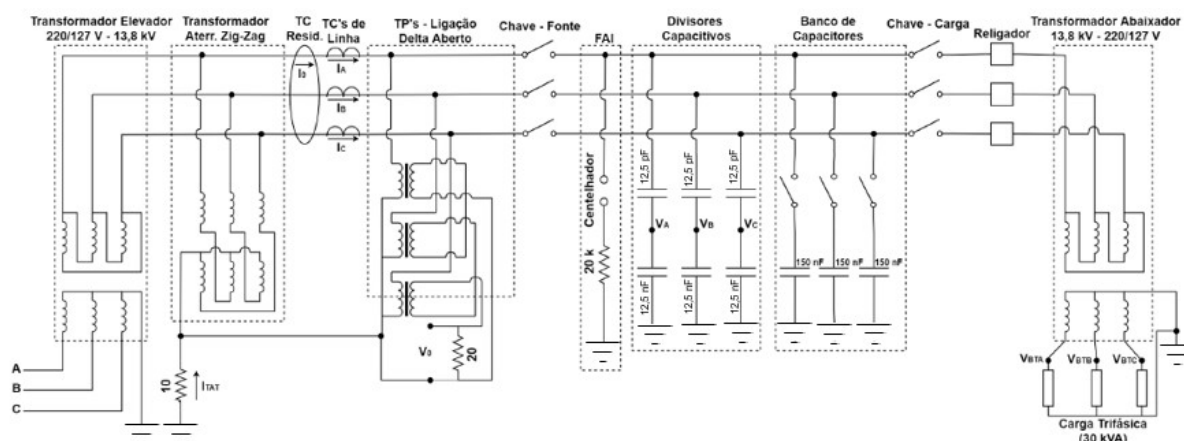 Transformador Elevador
220/127 V - 13,8 kV
Transformador
Aterr. Zig-Zag
TC
Resid.
TC's de
Linha
TP's - Ligação
Delta Aberto
Chave - Fonte
FAI
Divisores
Capacitivos
Banco de
Capacitores
Chave - Carga
Religador
Transformador Abaixador
13,8 kV - 220/127 V
I0
IA
IB
IC
Centelhador
20 k
12,5 pF
12,5 pF
12,5 pF
VA
VB
VC
12,5 nF
12,5 nF
12,5 nF
150 nF
150 nF
150 nF
V0
20
10
ITAT
A
B
C
VBTA
VBTB
VBTC
Carga Trifásica
(30 kVA)